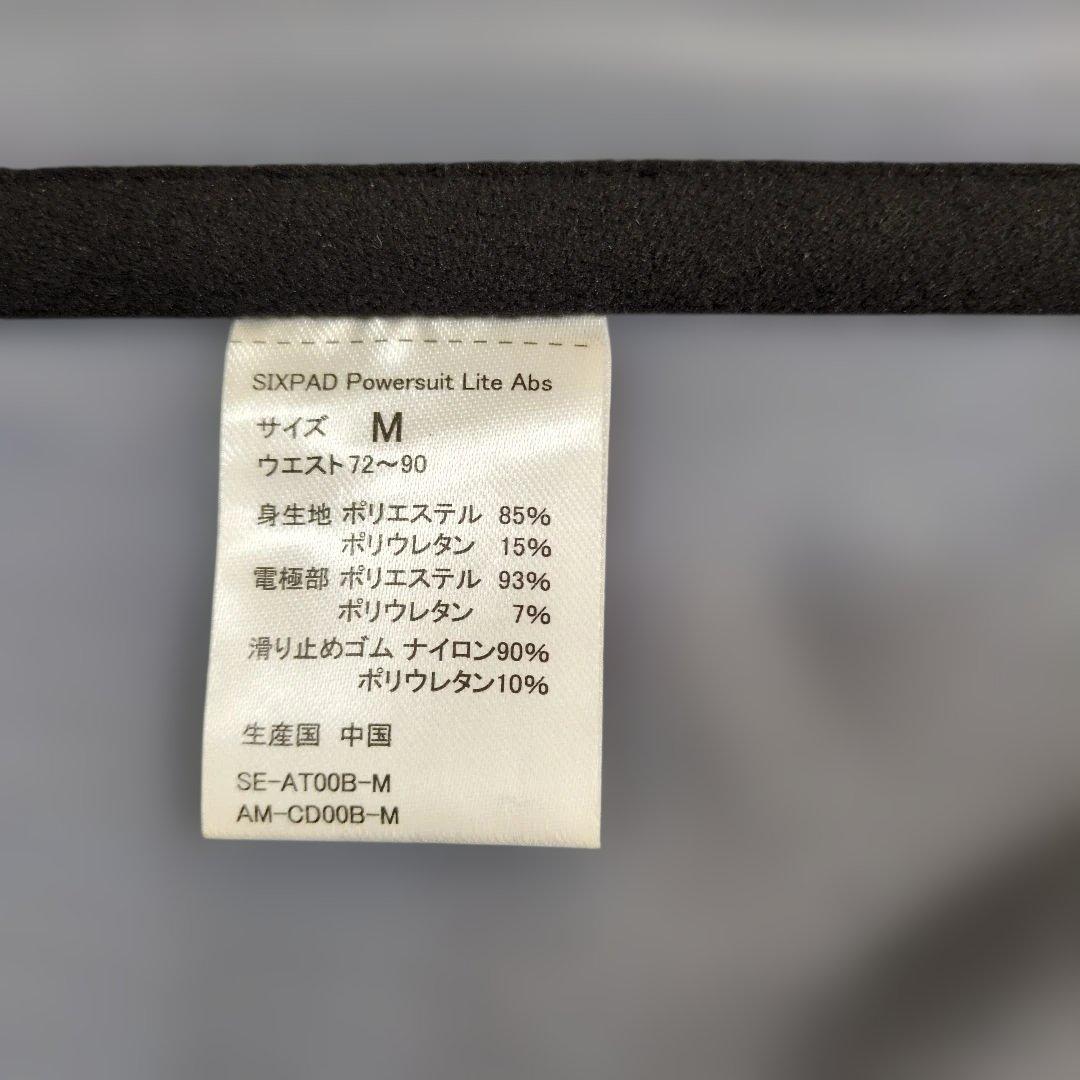 SIXPAD Powersuit Lite Abs
サイズ M
ウエスト72～90
身生地 ポリエステル 85%
ポリウレタン 15%
電極部 ポリエステル 93%
ポリウレタン 7%
滑り止めゴム ナイロン90%
ポリウレタン10%
生産国 中国
SE-AT00B-M
AM-CD00B-M